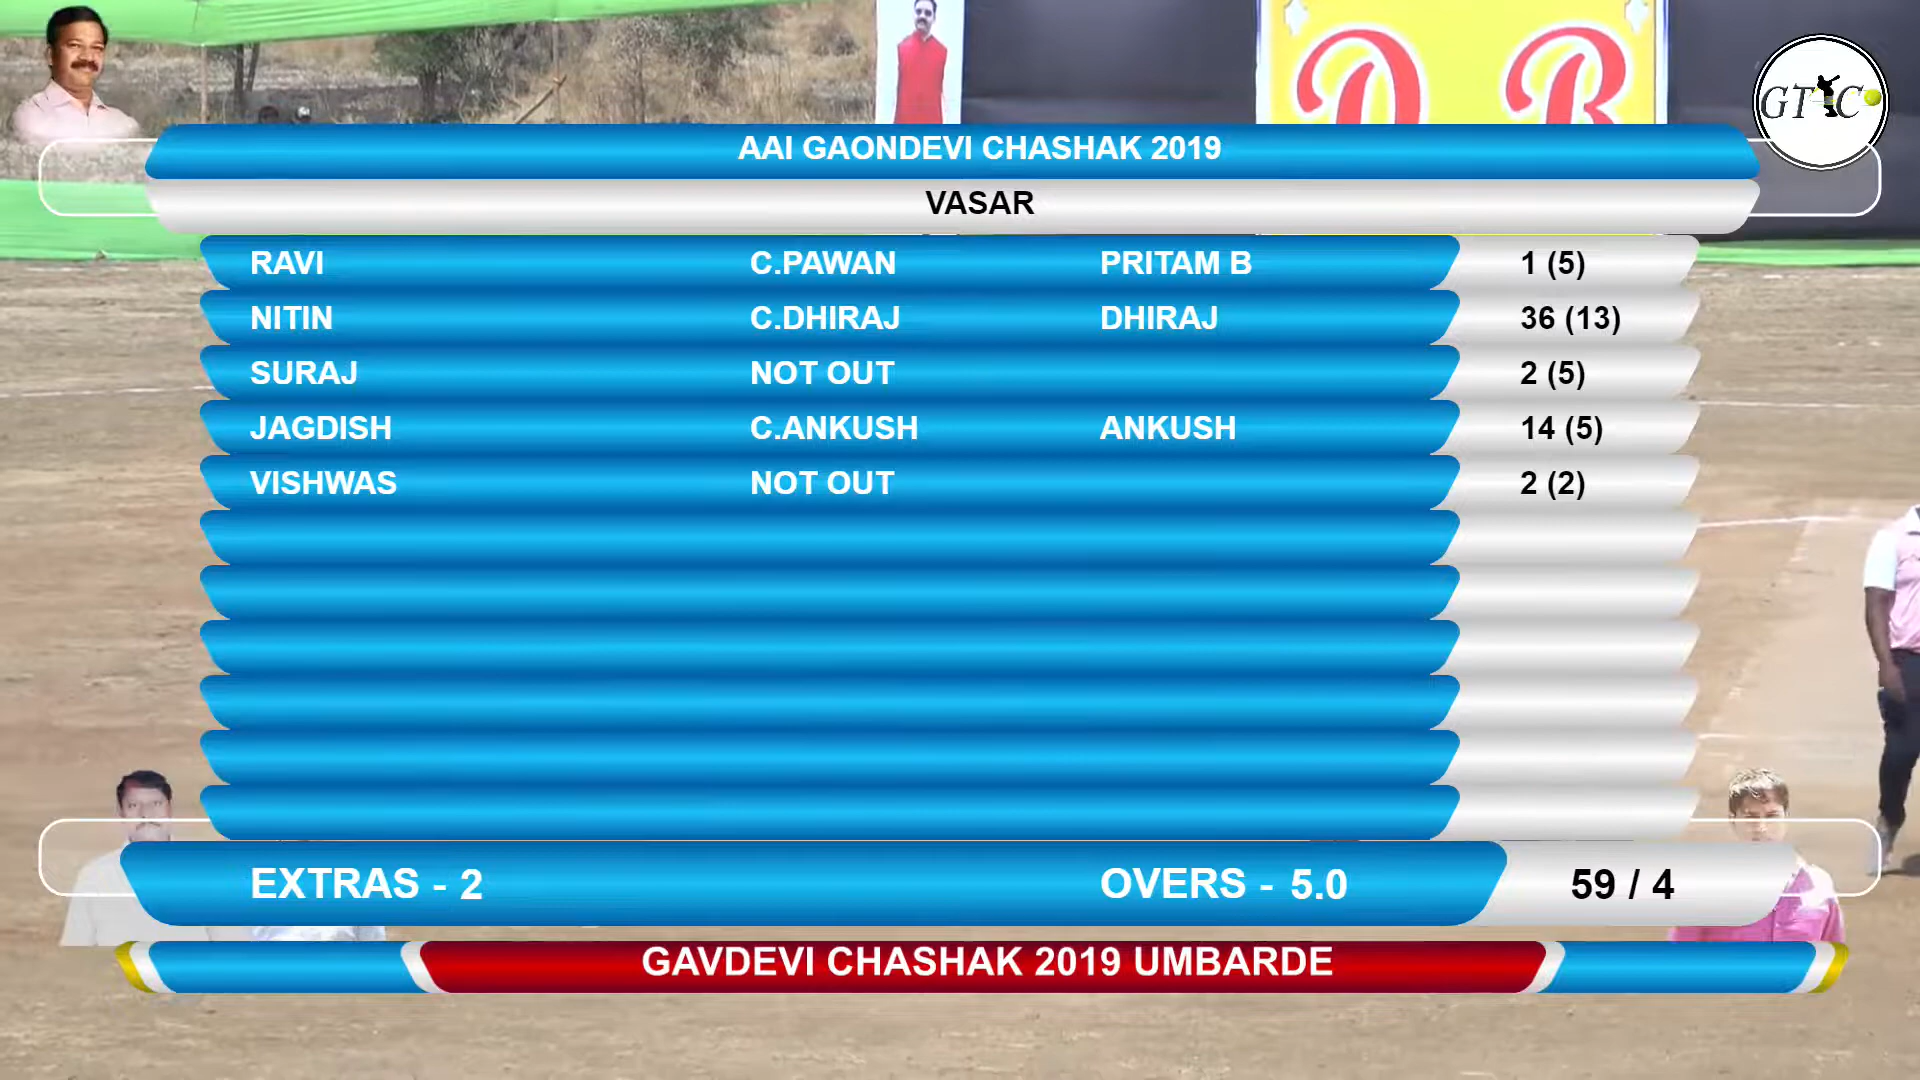 D B
GTCC
AAI GAONDEVI CHASHAK 2019
VASAR
RAVI C.PAWAN PRITAM B 1 (5)
NITIN C.DHIRAJ DHIRAJ 36 (13)
SURAJ NOT OUT 2 (5)
JAGDISH C.ANKUSH ANKUSH 14 (5)
VISHWAS NOT OUT 2 (2)
EXTRAS - 2 OVERS - 5.0 59 / 4
GAVDEVI CHASHAK 2019 UMBARDE